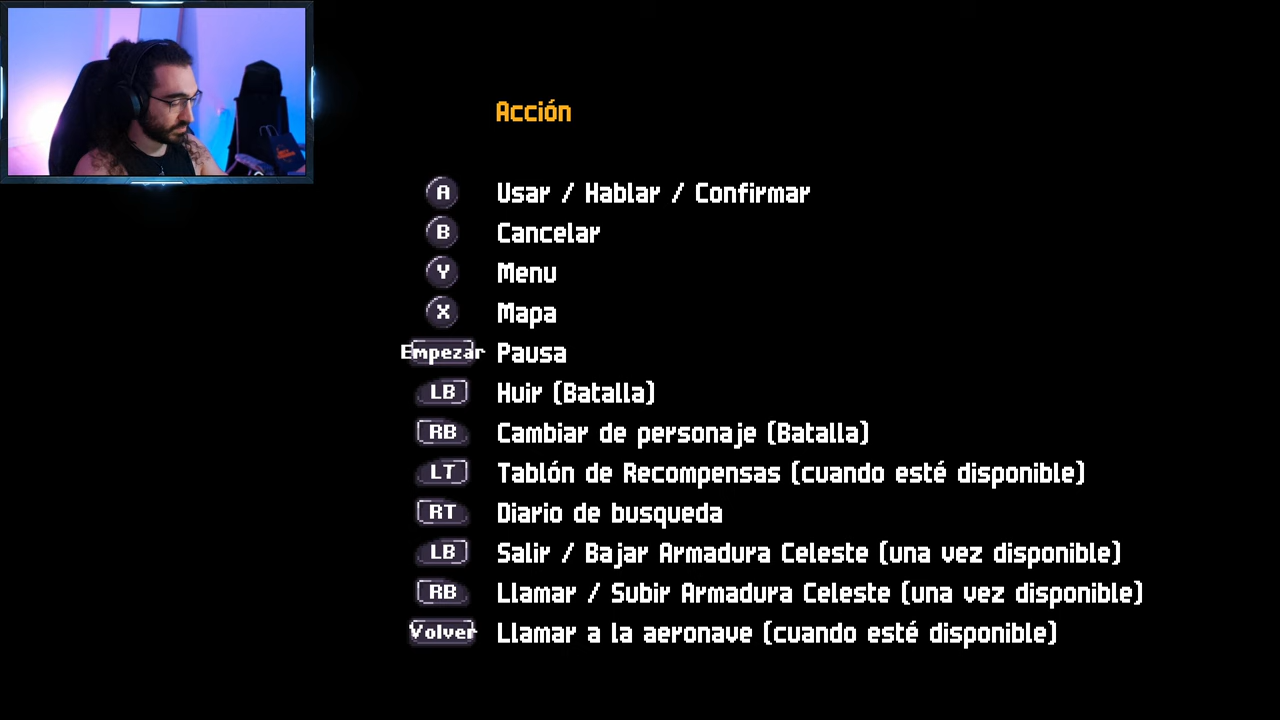 Acción
A Usar / Hablar / Confirmar
B Cancelar
Y Menu
X Mapa
Empezar Pausa
LB Huir (Batalla)
RB Cambiar de personaje (Batalla)
LT Tablón de Recompensas (cuando esté disponible)
RT Diario de busqueda
LB Salir / Bajar Armadura Celeste (una vez disponible)
RB Llamar / Subir Armadura Celeste (una vez disponible)
Volver Llamar a la aeronave (cuando esté disponible)